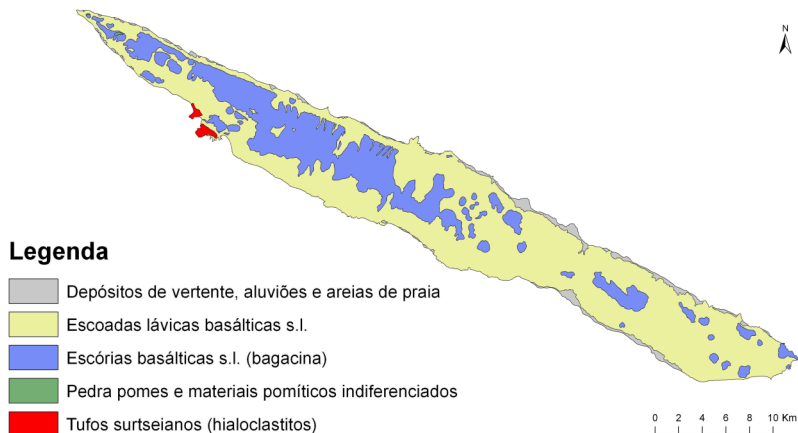 N
Legenda
Depósitos de vertente, aluviões e areias de praia
Escoadas lávicas basálticas s.l.
Escórias basálticas s.l. (bagacina)
Pedra pomes e materiais pomíticos indiferenciados
Tufos surtseianos (hialoclastitos)
0 2 4 6 8 10 Km